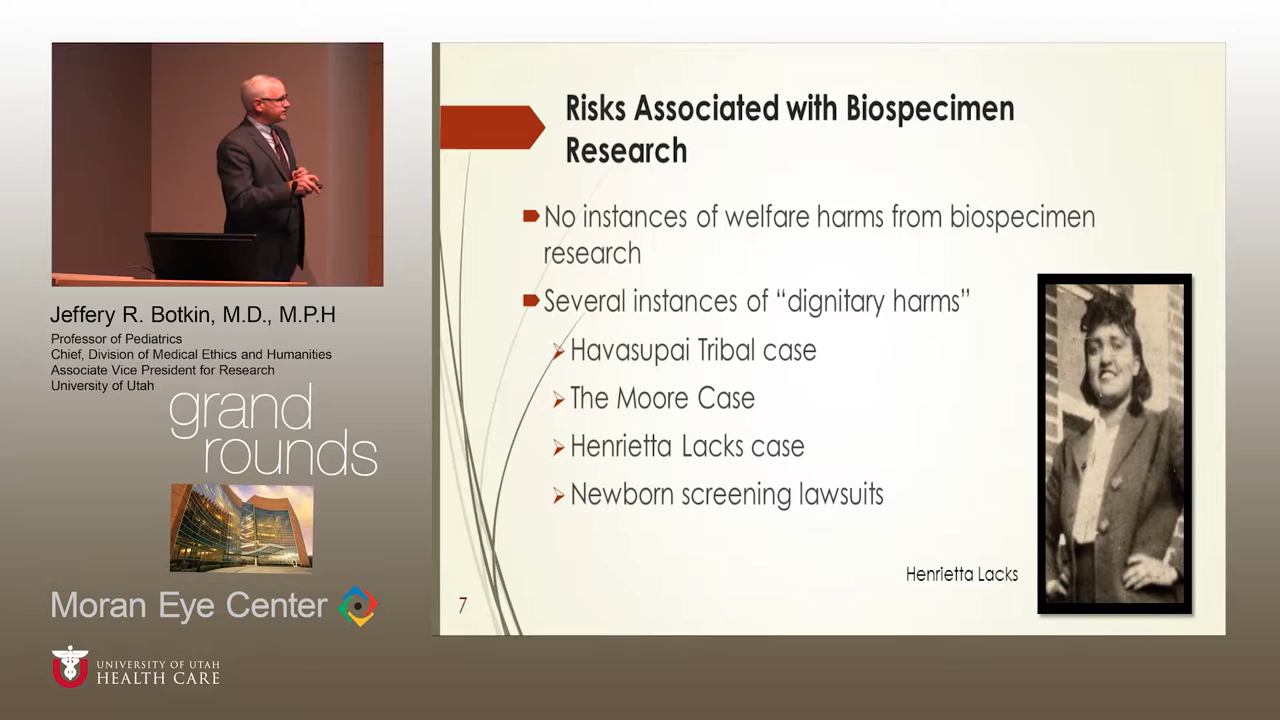 Jeffery R. Botkin, M.D., M.P.H
Professor of Pediatrics
Chief, Division of Medical Ethics and Humanities
Associate Vice President for Research
University of Utah
grand
rounds
Moran Eye Center
UNIVERSITY OF UTAH
HEALTH CARE
Risks Associated with Biospecimen
Research
No instances of welfare harms from biospecimen
research
Several instances of “dignitary harms”
Havasupai Tribal case
The Moore Case
Henrietta Lacks case
Newborn screening lawsuits
Henrietta Lacks
7